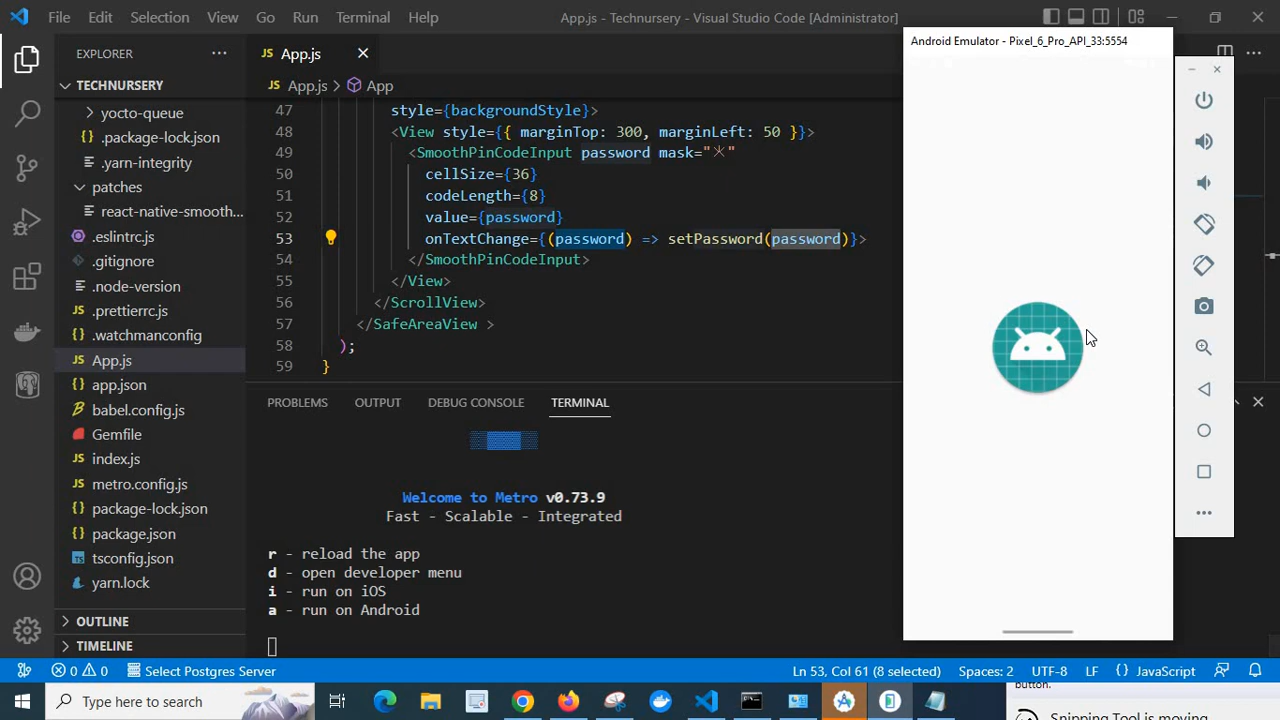 File Edit Selection View Go Run Terminal Help
App.js - Technursery - Visual Studio Code [Administrator]
EXPLORER
TECHNURSERY
yocto-queue
.package-lock.json
.yarn-integrity
patches
react-native-smooth...
.eslintrc.js
.gitignore
.node-version
.prettierrc.js
.watchmanconfig
App.js
app.json
babel.config.js
Gemfile
index.js
metro.config.js
package-lock.json
package.json
tsconfig.json
yarn.lock
OUTLINE
TIMELINE
JS App.js
JS App.js > App
47 style={backgroundStyle}>
48 <View style={{ marginTop: 300, marginLeft: 50 }}>
49 <SmoothPinCodeInput password mask="＊"
50 cellSize={36}
51 codeLength={8}
52 value={password}
53 onTextChange={(password) => setPassword(password)}>
54 </SmoothPinCodeInput>
55 </View>
56 </ScrollView>
57 </SafeAreaView >
58 );
59 }
PROBLEMS OUTPUT DEBUG CONSOLE TERMINAL
Welcome to Metro v0.73.9
Fast - Scalable - Integrated
r - reload the app
d - open developer menu
i - run on iOS
a - run on Android
Android Emulator - Pixel_6_Pro_API_33:5554
0 0 Select Postgres Server
Ln 53, Col 61 (8 selected) Spaces: 2 UTF-8 LF {} JavaScript
Type here to search
button.
Snipping Tool is moving